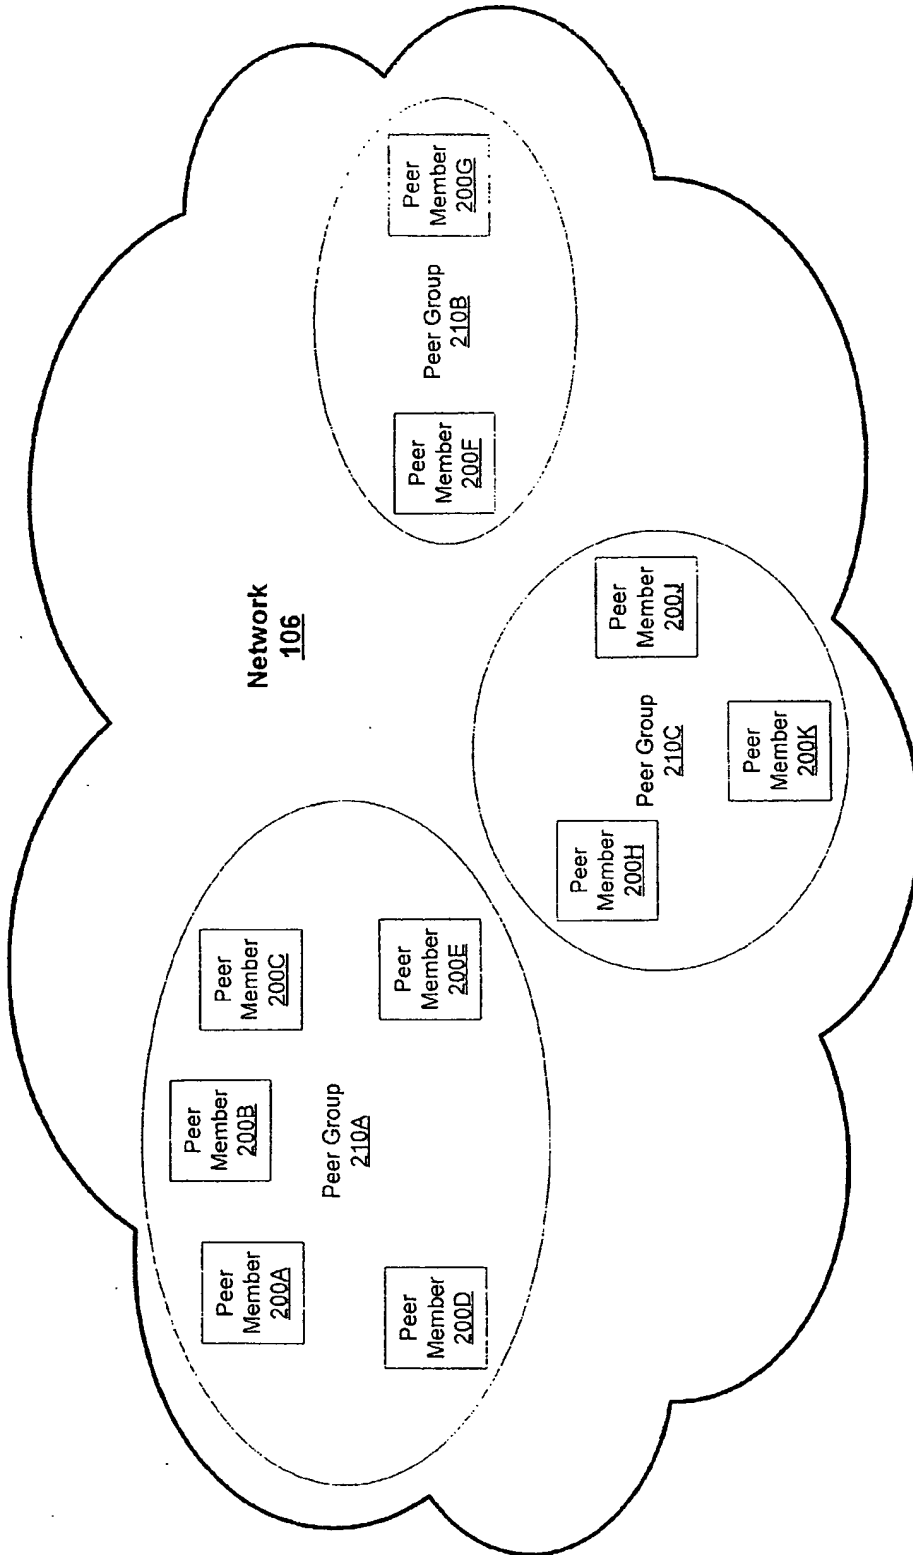 Network
106
Peer
Member
200A
Peer
Member
200B
Peer
Member
200C
Peer Group
210A
Peer
Member
200D
Peer
Member
200E
Peer
Member
200F
Peer Group
210B
Peer
Member
200G
Peer
Member
200H
Peer Group
210C
Peer
Member
200J
Peer
Member
200K